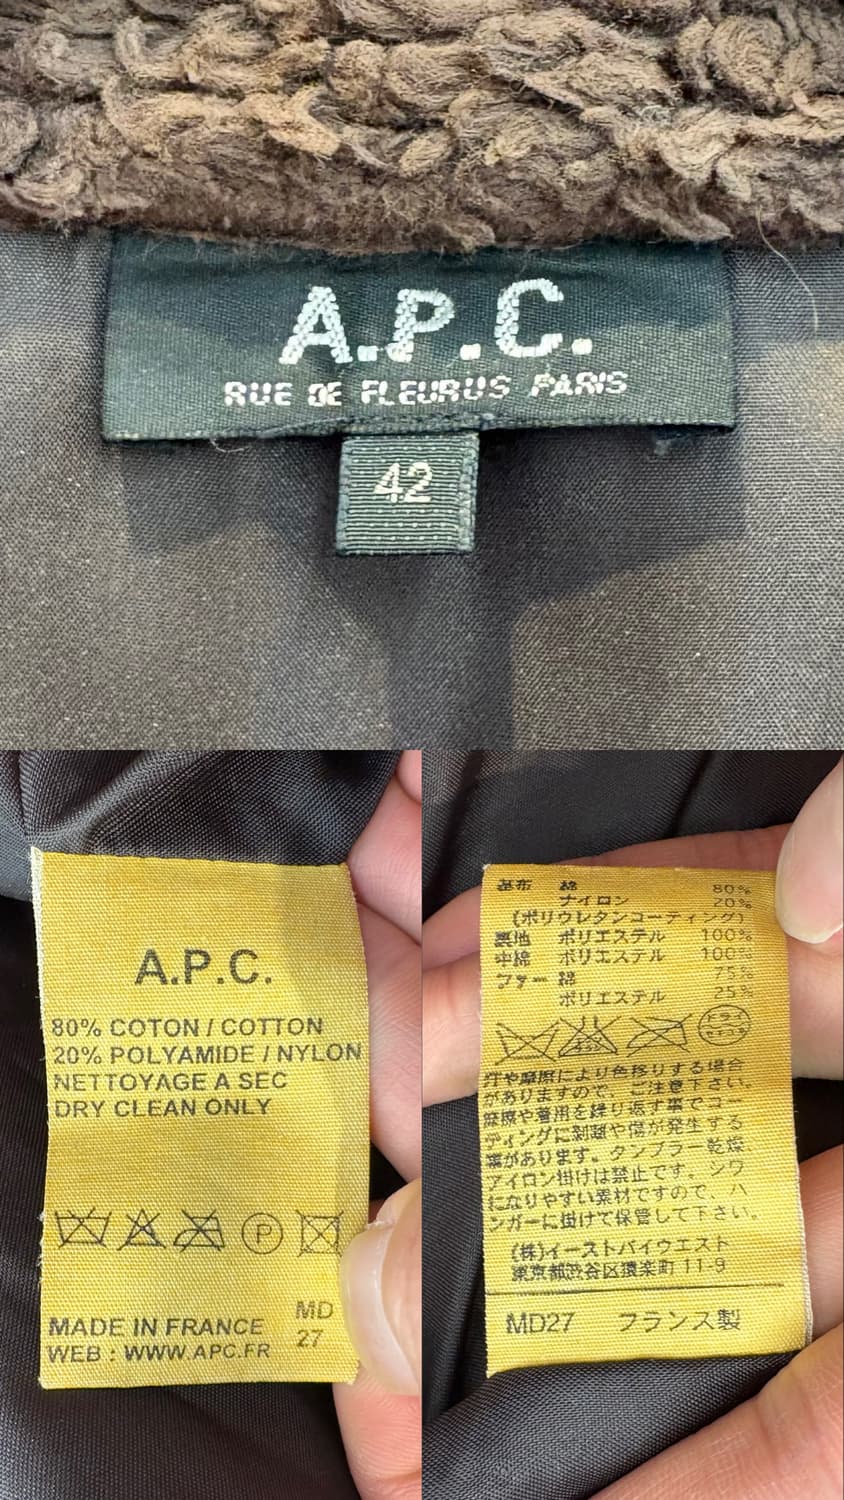 A.P.C.
RUE DE FLEURUS PARIS
42
A.P.C.
80% COTON / COTTON
20% POLYAMIDE / NYLON
NETTOYAGE A SEC
DRY CLEAN ONLY
P
MADE IN FRANCE MD
WEB : WWW.APC.FR 27
表布 綿 80%
ナイロン 20%
(ポリウレタンコーティング)
裏地 ポリエステル 100%
中綿 ポリエステル 100%
ファー 綿 75%
ポリエステル 25%
汗や摩擦により色移りする場合
がありますので、ご注意下さい。
摩擦や着用を繰り返す事でコー
ティングに剥離や傷が発生する
事があります。タンブラー乾燥、
アイロン掛けは禁止です。シワ
になりやすい素材ですので、ハ
ンガーに掛けて保管して下さい。
(株)イーストバイウエスト
東京都渋谷区猿楽町 11-9
MD27 フランス製